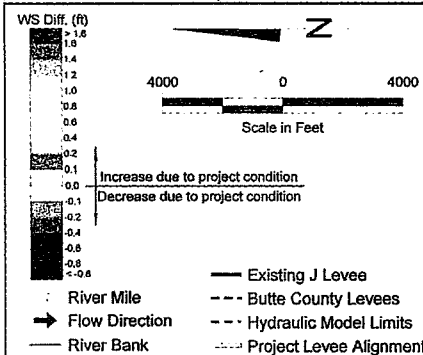 WS Diff. (ft)
> 1.6
1.6
1.4
1.2
1.0
0.8
0.6
0.4
0.2
0.1
0.0
-0.1
-0.2
-0.4
-0.6
-0.8
< -0.8
N
4000 0 4000
Scale in Feet
Increase due to project condition
Decrease due to project condition
River Mile
Flow Direction
River Bank
Existing J Levee
Butte County Levees
Hydraulic Model Limits
Project Levee Alignment